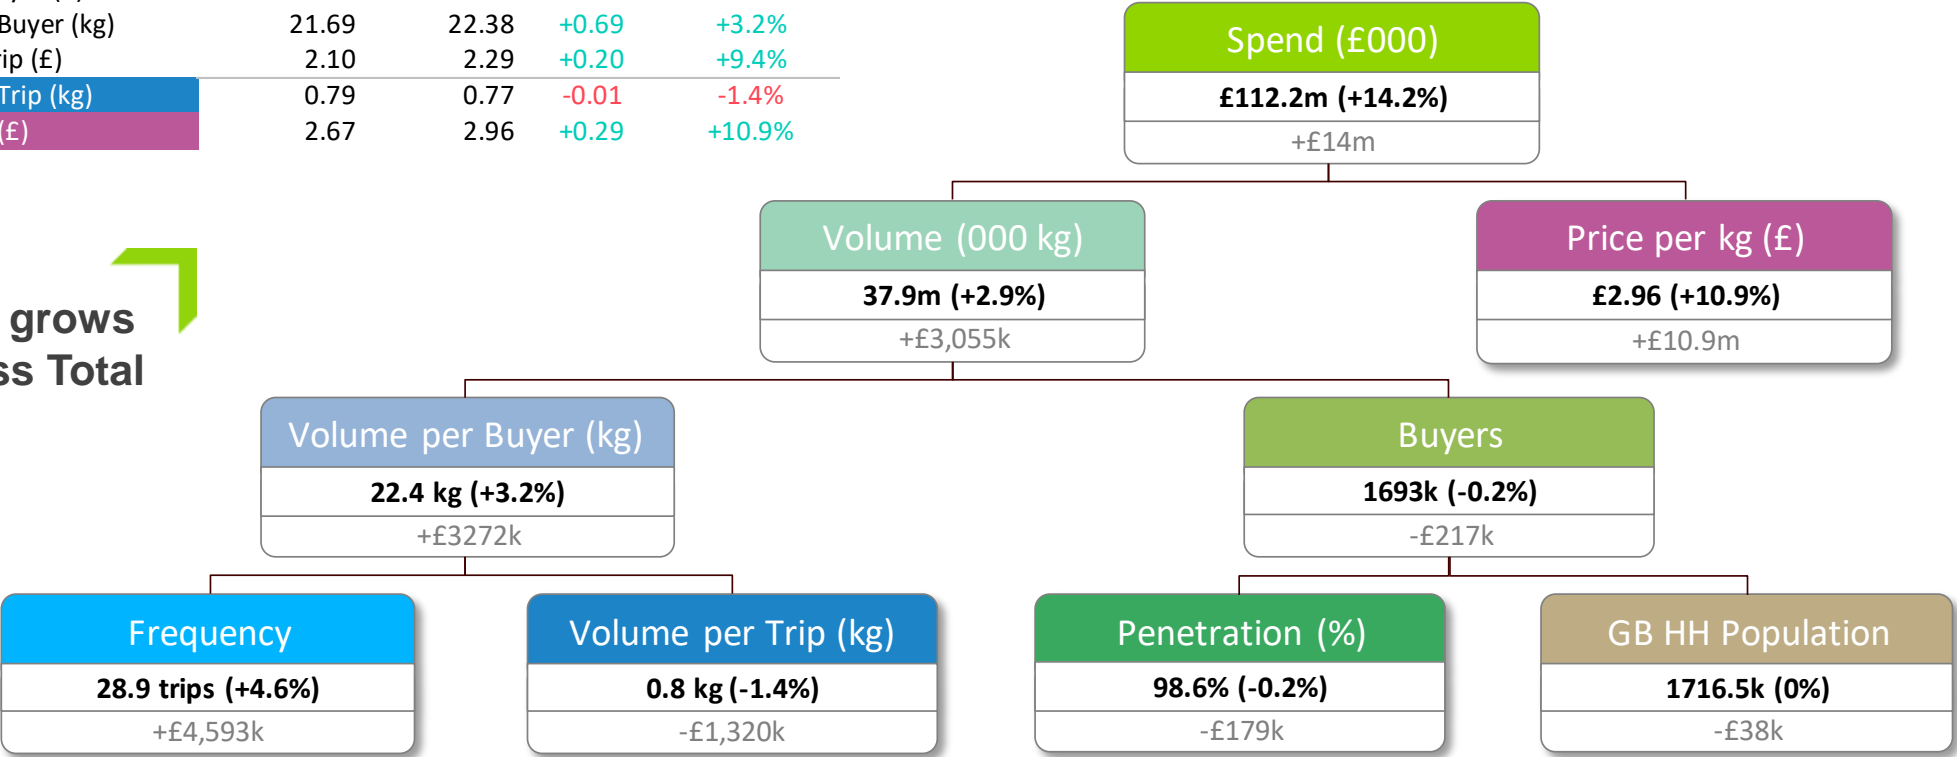 Buyer (kg) 21.69 22.38 +0.69 +3.2%
(£) 2.10 2.29 +0.20 +9.4%
Trip (kg) 0.79 0.77 -0.01 -1.4%
(£) 2.67 2.96 +0.29 +10.9%
Spend (£000)
£112.2m (+14.2%)
+£14m
Volume (000 kg)
37.9m (+2.9%)
+£3,055k
Price per kg (£)
£2.96 (+10.9%)
+£10.9m
grows
Total
Volume per Buyer (kg)
22.4 kg (+3.2%)
+£3272k
Buyers
1693k (-0.2%)
-£217k
Frequency
28.9 trips (+4.6%)
+£4,593k
Volume per Trip (kg)
0.8 kg (-1.4%)
-£1,320k
Penetration (%)
98.6% (-0.2%)
-£179k
GB HH Population
1716.5k (0%)
-£38k